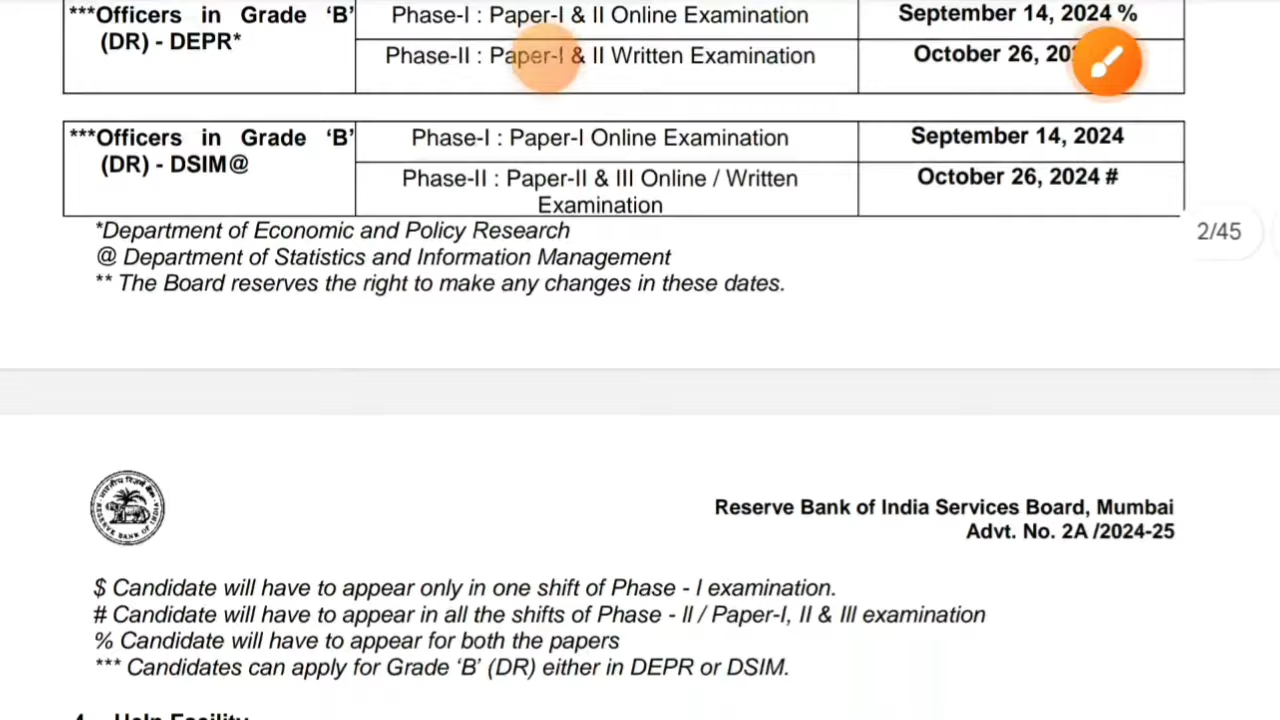 ***Officers in Grade ‘B’
(DR) - DEPR*
Phase-I : Paper-I & II Online Examination
September 14, 2024 %
Phase-II : Paper-I & II Written Examination
October 26,
***Officers in Grade ‘B’
(DR) - DSIM@
Phase-I : Paper-I Online Examination
September 14, 2024
Phase-II : Paper-II & III Online / Written
Examination
October 26, 2024 #
*Department of Economic and Policy Research
@ Department of Statistics and Information Management
** The Board reserves the right to make any changes in these dates.
2/45
Reserve Bank of India Services Board, Mumbai
Advt. No. 2A /2024-25
$ Candidate will have to appear only in one shift of Phase - I examination.
# Candidate will have to appear in all the shifts of Phase - II / Paper-I, II & III examination
% Candidate will have to appear for both the papers
*** Candidates can apply for Grade ‘B’ (DR) either in DEPR or DSIM.
4. Help Facility